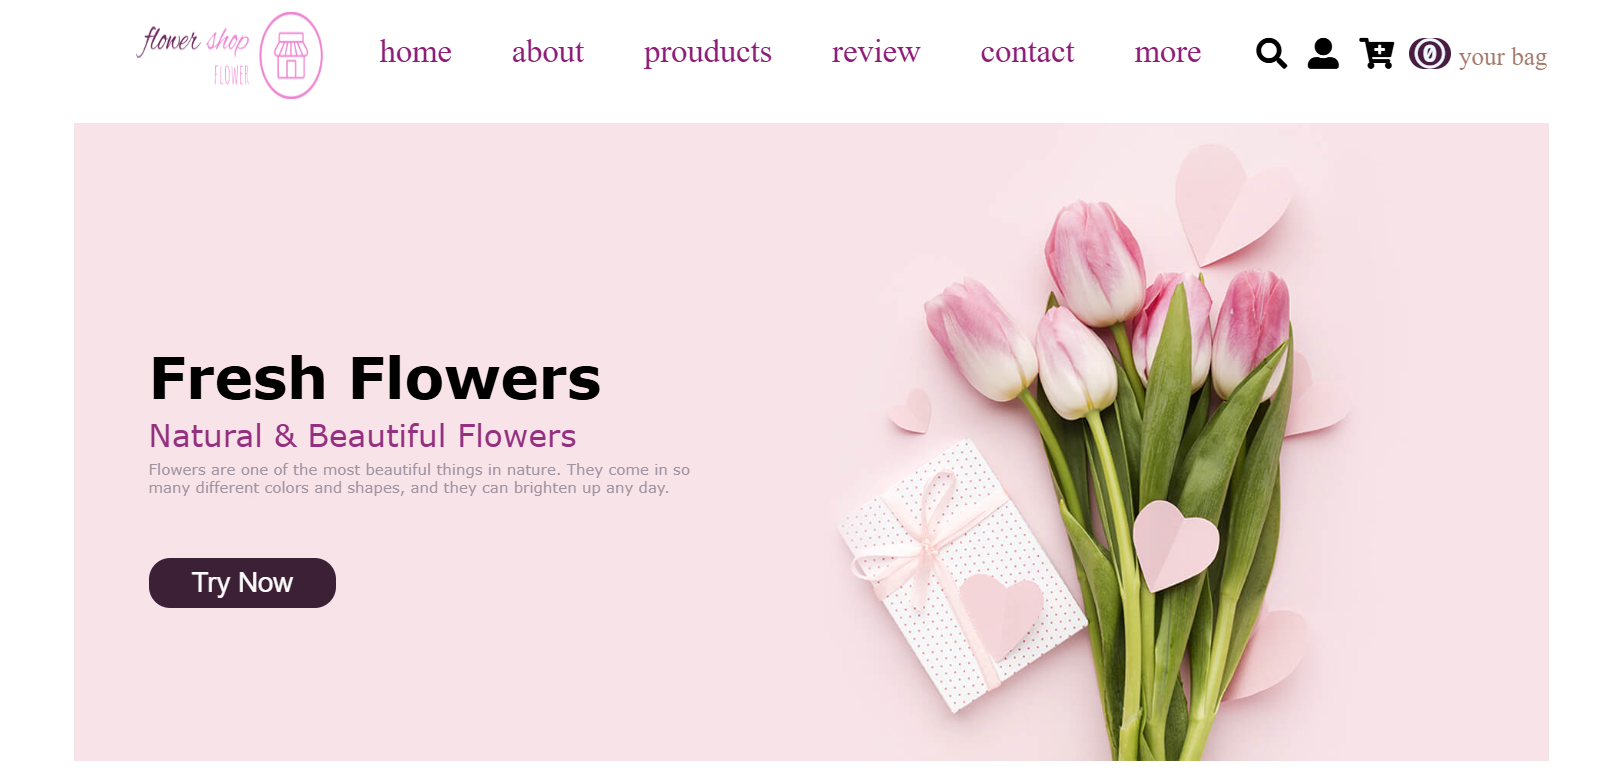 flower shop
FLOWER
home about prouducts review contact more 0 your bag
Fresh Flowers
Natural & Beautiful Flowers
Flowers are one of the most beautiful things in nature. They come in so
many different colors and shapes, and they can brighten up any day.
Try Now